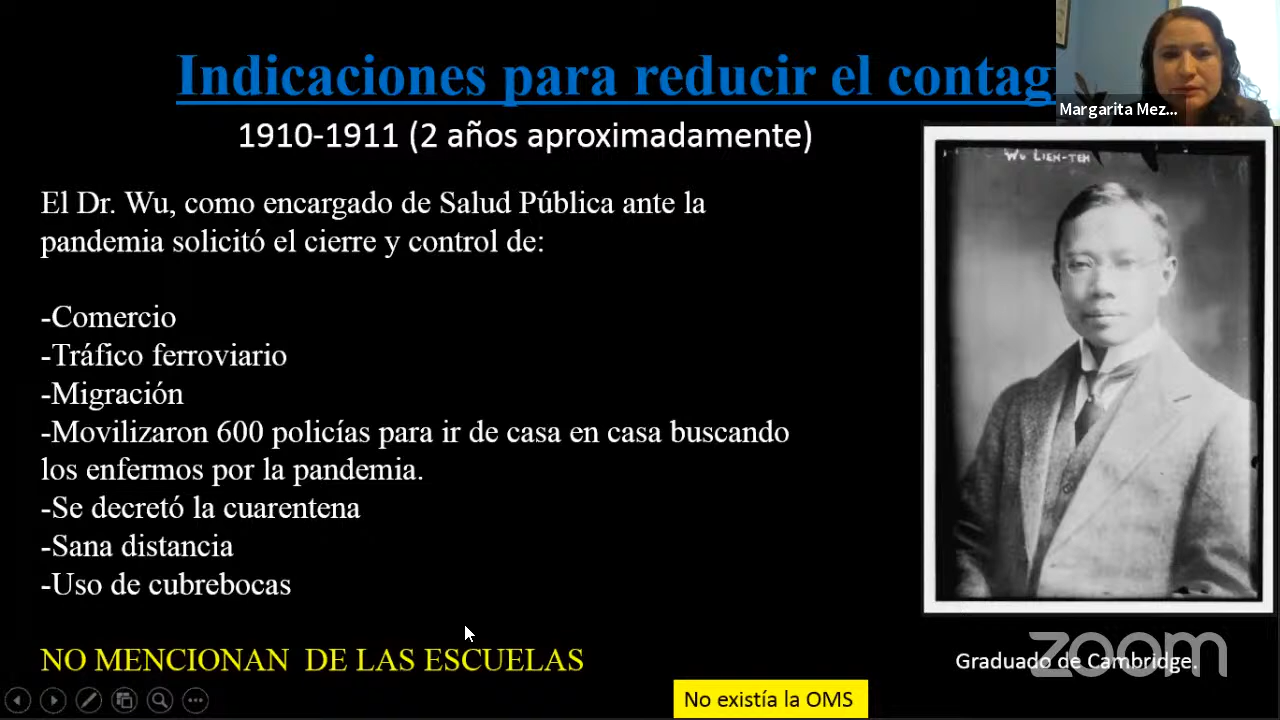 Indicaciones para reducir el contag
Margarita Mez...
1910-1911 (2 años aproximadamente)
WU LIEN-TEH
El Dr. Wu, como encargado de Salud Pública ante la
pandemia solicitó el cierre y control de:
-Comercio
-Tráfico ferroviario
-Migración
-Movilizaron 600 policías para ir de casa en casa buscando
los enfermos por la pandemia.
-Se decretó la cuarentena
-Sana distancia
-Uso de cubrebocas
NO MENCIONAN DE LAS ESCUELAS
Graduado de Cambridge.
zoom
No existía la OMS